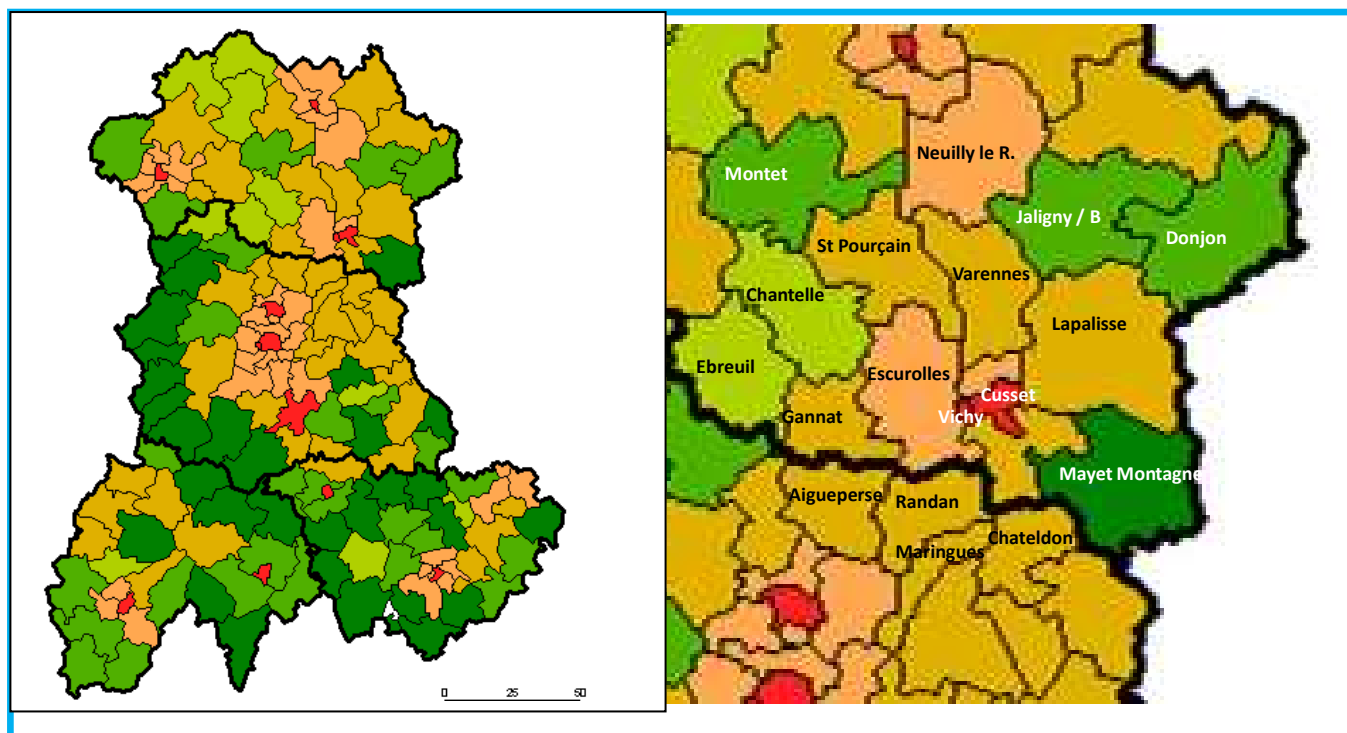 Neuilly le R.
Montet
Jaligny / B
Donjon
St Pourçain
Varennes
Chantelle
Lapalisse
Ebreuil
Escurolles
Cusset
Gannat
Vichy
Mayet Montagne
Aigueperse
Randan
Chateldon
Maringues
0 25 50